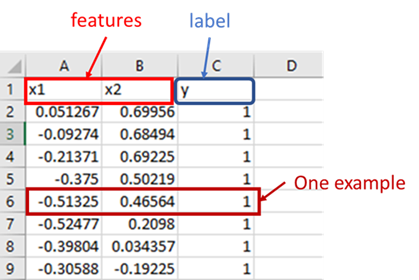 features
label
A B C D
1 x1 x2 y
2 0.051267 0.69956 1
3 -0.09274 0.68494 1
4 -0.21371 0.69225 1
5 -0.375 0.50219 1
6 -0.51325 0.46564 1
One example
7 -0.52477 0.2098 1
8 -0.39804 0.034357 1
9 -0.30588 -0.19225 1